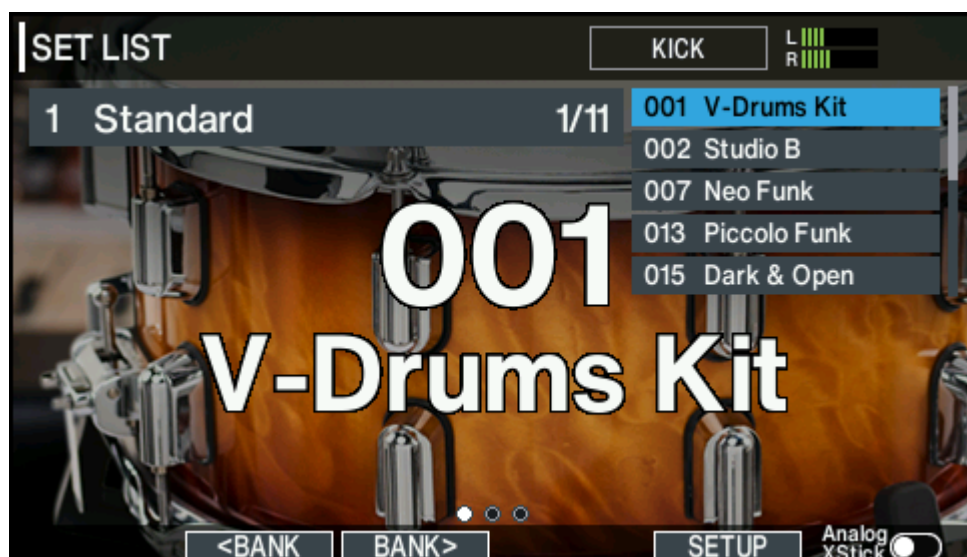 SET LIST
KICK
L
R
1 Standard 1/11
001 V-Drums Kit
002 Studio B
007 Neo Funk
013 Piccolo Funk
015 Dark & Open
001
V-Drums Kit
<BANK
BANK>
SETUP
Analog
XStick